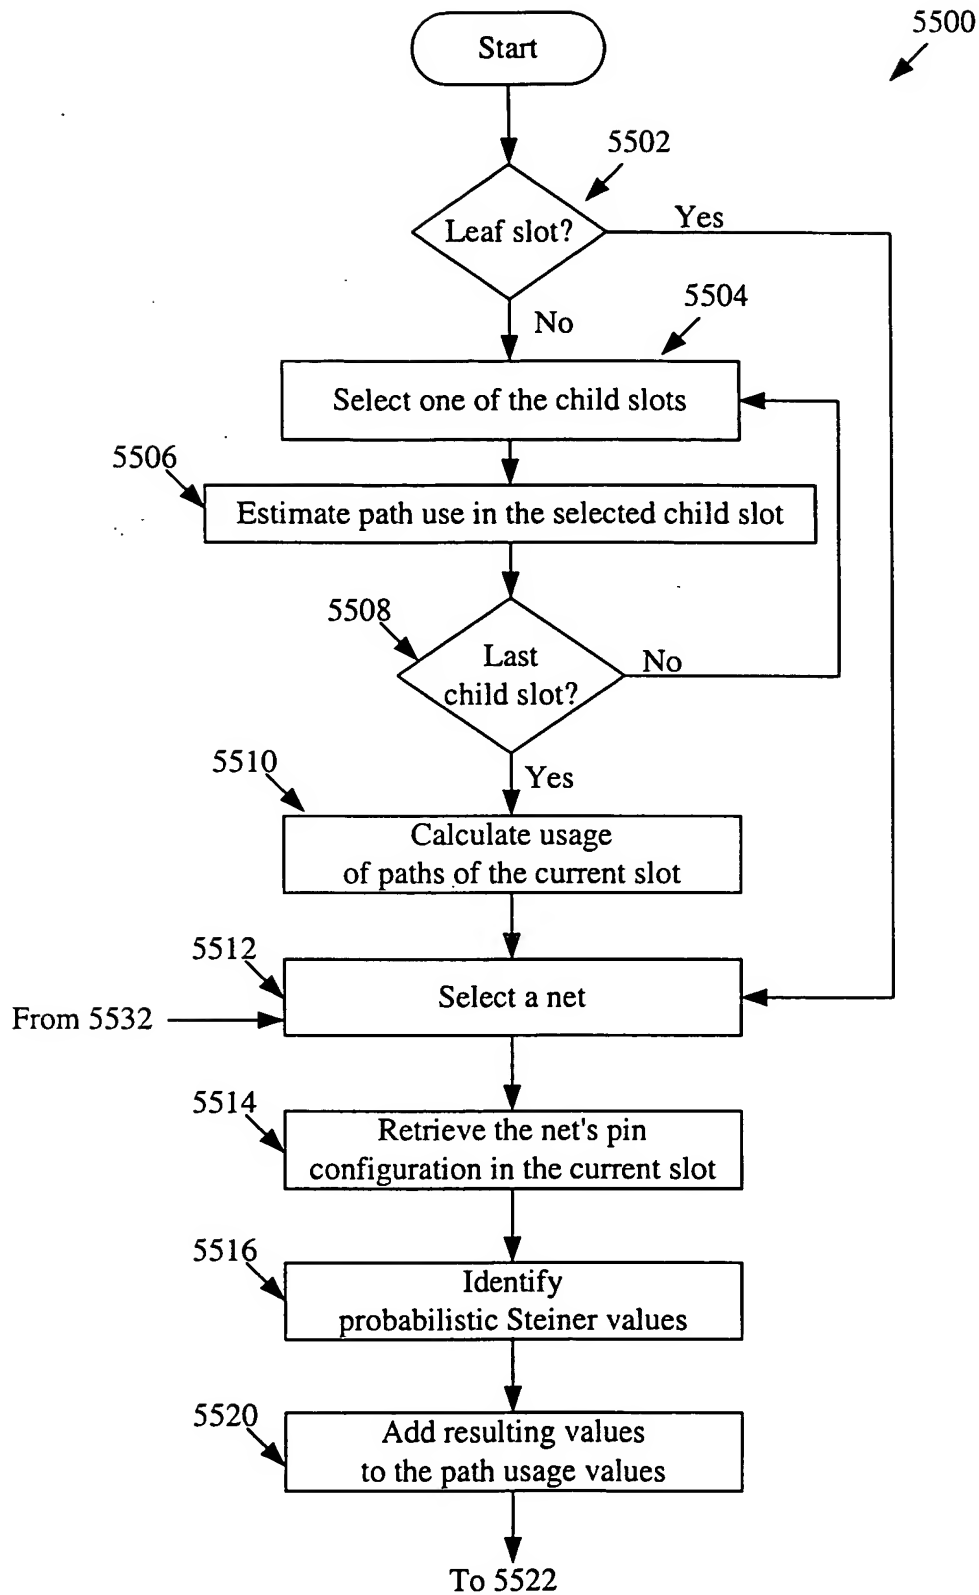 5500
Start
5502
Leaf slot?
Yes
No
5504
Select one of the child slots
5506
Estimate path use in the selected child slot
5508
Last
child slot?
No
Yes
5510
Calculate usage
of paths of the current slot
5512
Select a net
From 5532
5514
Retrieve the net's pin
configuration in the current slot
5516
Identify
probabilistic Steiner values
5520
Add resulting values
to the path usage values
To 5522